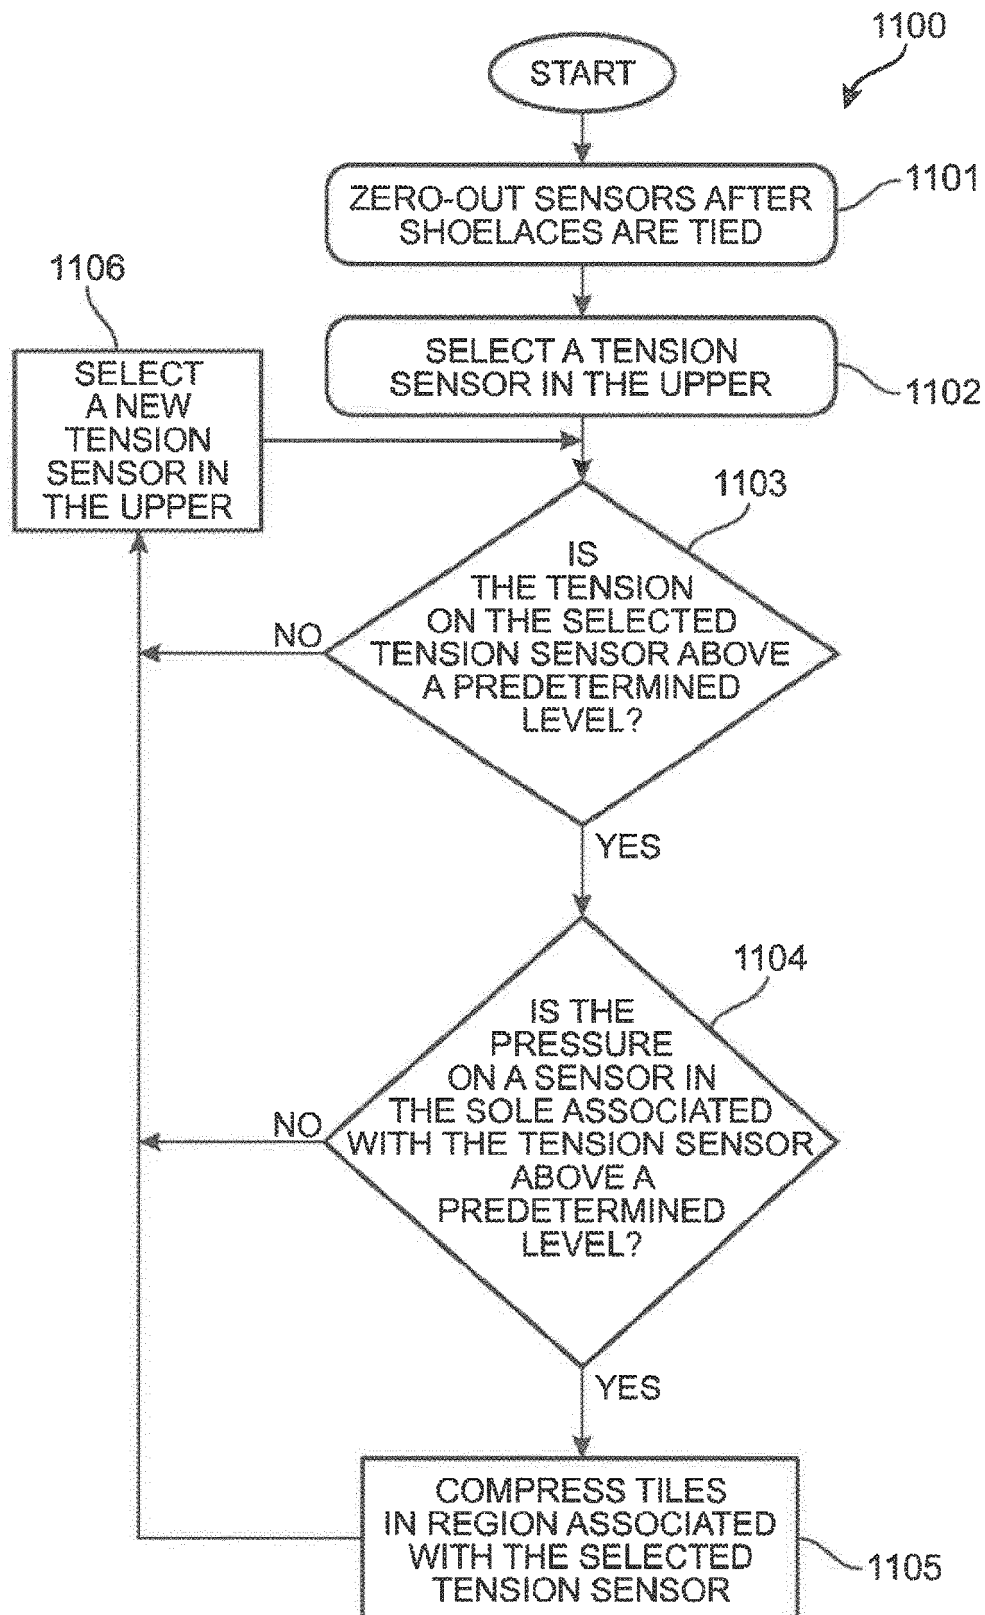 1100
START
ZERO-OUT SENSORS AFTER
SHOELACES ARE TIED
1101
1106
SELECT A TENSION
SENSOR IN THE UPPER
1102
SELECT
A NEW
TENSION
SENSOR IN
THE UPPER
1103
IS
THE TENSION
ON THE SELECTED
TENSION SENSOR ABOVE
A PREDETERMINED
LEVEL?
NO
YES
1104
IS THE
PRESSURE
ON A SENSOR IN
THE SOLE ASSOCIATED
WITH THE TENSION SENSOR
ABOVE A
PREDETERMINED
LEVEL?
NO
YES
COMPRESS TILES
IN REGION ASSOCIATED
WITH THE SELECTED
TENSION SENSOR
1105